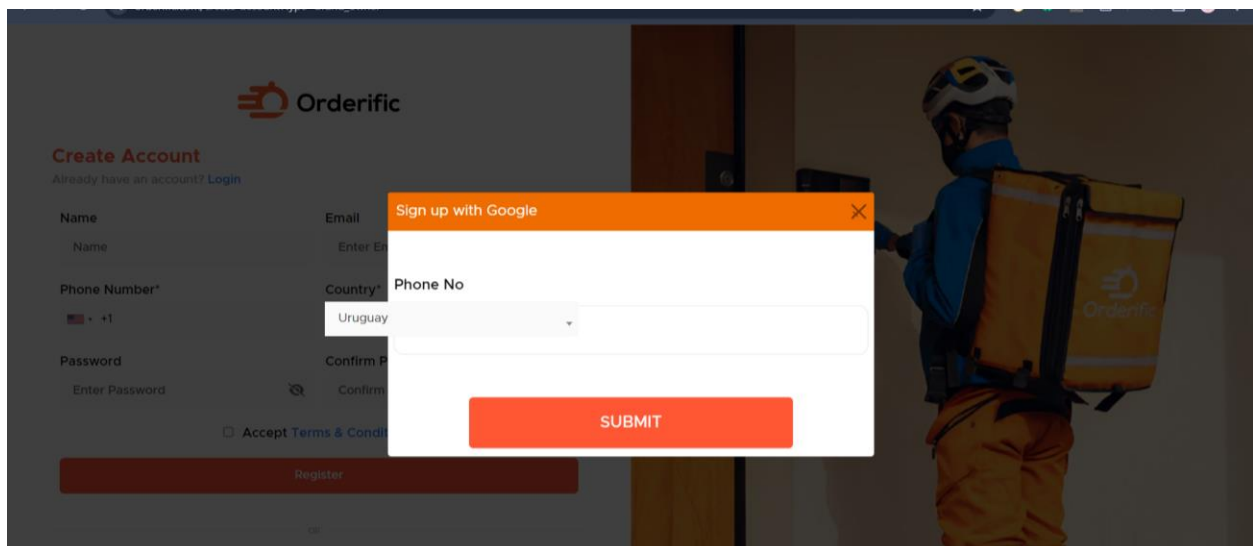 Orderific
Create Account
Already have an account? Login
Name
Email
Name
Enter
Phone Number*
Country*
+1
Uruguay
Password
Confirm
Enter Password
Confirm
Accept Terms & Condit
Register
or
Sign up with Google
Phone No
SUBMIT
Orderific